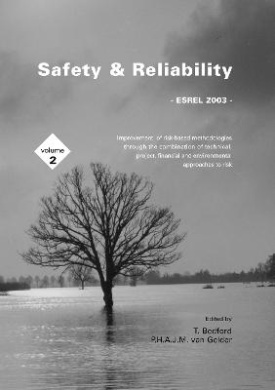 Safety & Reliability
- ESREL 2003 -
Improvement of risk-based methodologies
through the combination of technical,
project, financial and environmental
approaches to risk
volume
2
Edited by
T. Bedford
P.H.A.J.M. van Gelder